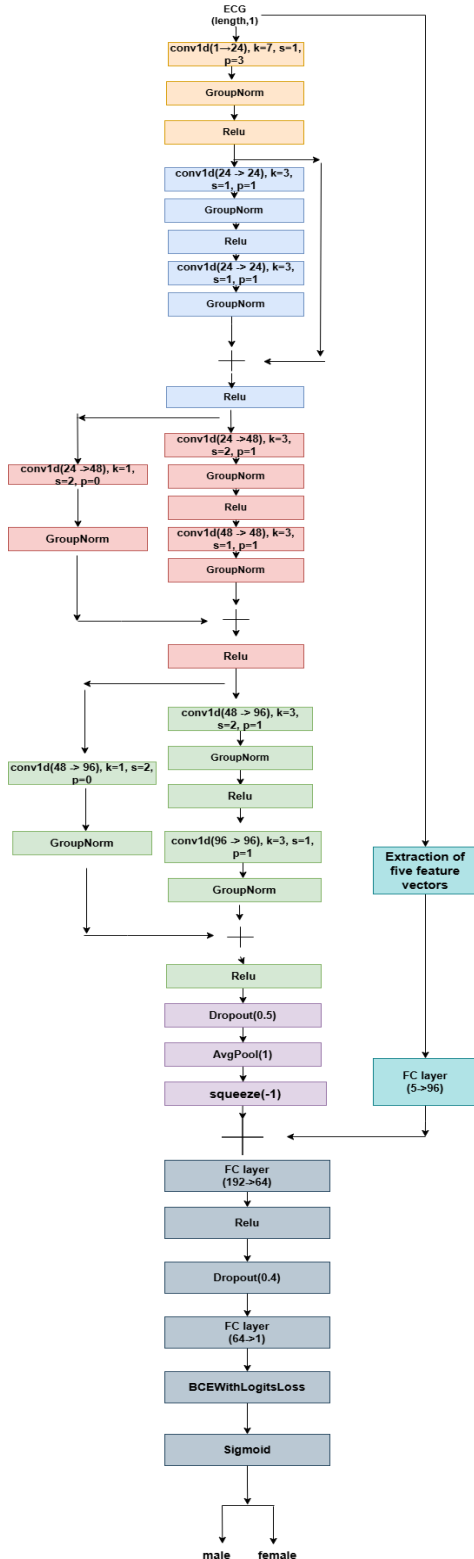 ECG
(length,1)
conv1d(1→24), k=7, s=1,
p=3
GroupNorm
Relu
conv1d(24 -> 24), k=3,
s=1, p=1
GroupNorm
Relu
conv1d(24 -> 24), k=3,
s=1, p=1
GroupNorm
Relu
conv1d(24 ->48), k=3,
s=2, p=1
conv1d(24 ->48), k=1,
s=2, p=0
GroupNorm
Relu
conv1d(48 -> 48), k=3,
s=1, p=1
GroupNorm
GroupNorm
Relu
conv1d(48 -> 96), k=3,
s=2, p=1
GroupNorm
conv1d(48 -> 96), k=1, s=2,
p=0
Relu
GroupNorm
conv1d(96 -> 96), k=3, s=1,
p=1
GroupNorm
Extraction of
five feature
vectors
Relu
Dropout(0.5)
AvgPool(1)
squeeze(-1)
FC layer
(5->96)
FC layer
(192->64)
Relu
Dropout(0.4)
FC layer
(64->1)
BCEWithLogitsLoss
Sigmoid
male
female